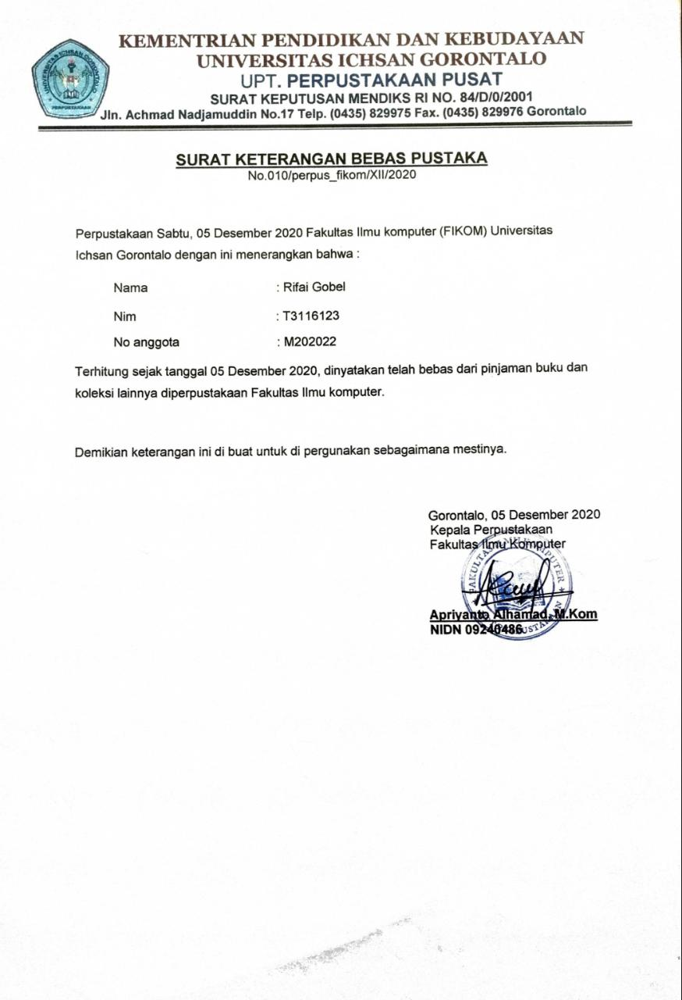 KEMENTRIAN PENDIDIKAN DAN KEBUDAYAAN
UNIVERSITAS ICHSAN GORONTALO
UPT. PERPUSTAKAAN PUSAT
SURAT KEPUTUSAN MENDIKS RI NO. 84/D/0/2001
Jln. Achmad Nadjamuddin No.17 Telp. (0435) 829975 Fax. (0435) 829976 Gorontalo
UNIVERSITAS ICHSAN GORONTALO
PERPUSTAKAAN
SURAT KETERANGAN BEBAS PUSTAKA
No.010/perpus_fikom/XII/2020
Perpustakaan Sabtu, 05 Desember 2020 Fakultas Ilmu komputer (FIKOM) Universitas
Ichsan Gorontalo dengan ini menerangkan bahwa :
Nama : Rifai Gobel
Nim : T3116123
No anggota : M202022
Terhitung sejak tanggal 05 Desember 2020, dinyatakan telah bebas dari pinjaman buku dan
koleksi lainnya diperpustakaan Fakultas Ilmu komputer.
Demikian keterangan ini di buat untuk di pergunakan sebagaimana mestinya.
Gorontalo, 05 Desember 2020
Kepala Perpustakaan
Fakultas Ilmu Komputer
FAKULTAS ILMU KOMPUTER
Apriyanto Alhamad, M.Kom
NIDN 09240486